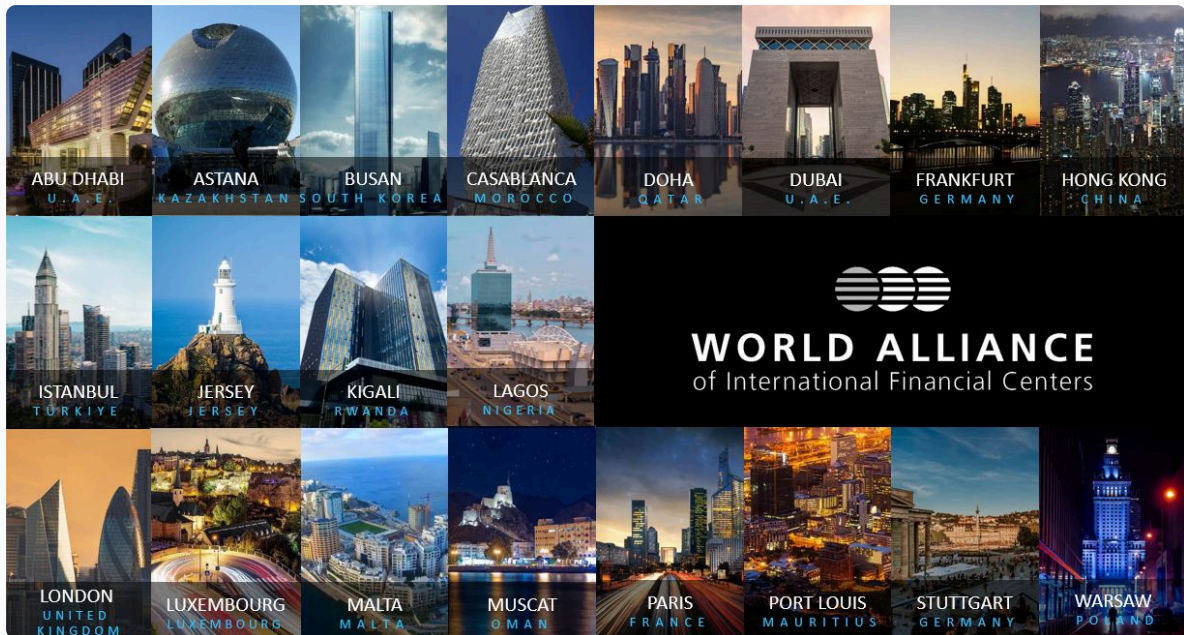 ABU DHABI
U.A.E.
ASTANA
KAZAKHSTAN
BUSAN
SOUTH KOREA
CASABLANCA
MOROCCO
DOHA
QATAR
DUBAI
U.A.E.
FRANKFURT
GERMANY
HONG KONG
CHINA
ISTANBUL
TÜRKIYE
JERSEY
JERSEY
KIGALI
RWANDA
LAGOS
NIGERIA
WORLD ALLIANCE
of International Financial Centers
LONDON
UNITED
KINGDOM
LUXEMBOURG
LUXEMBOURG
MALTA
MALTA
MUSCAT
OMAN
PARIS
FRANCE
PORT LOUIS
MAURITIUS
STUTTGART
GERMANY
WARSAW
POLAND